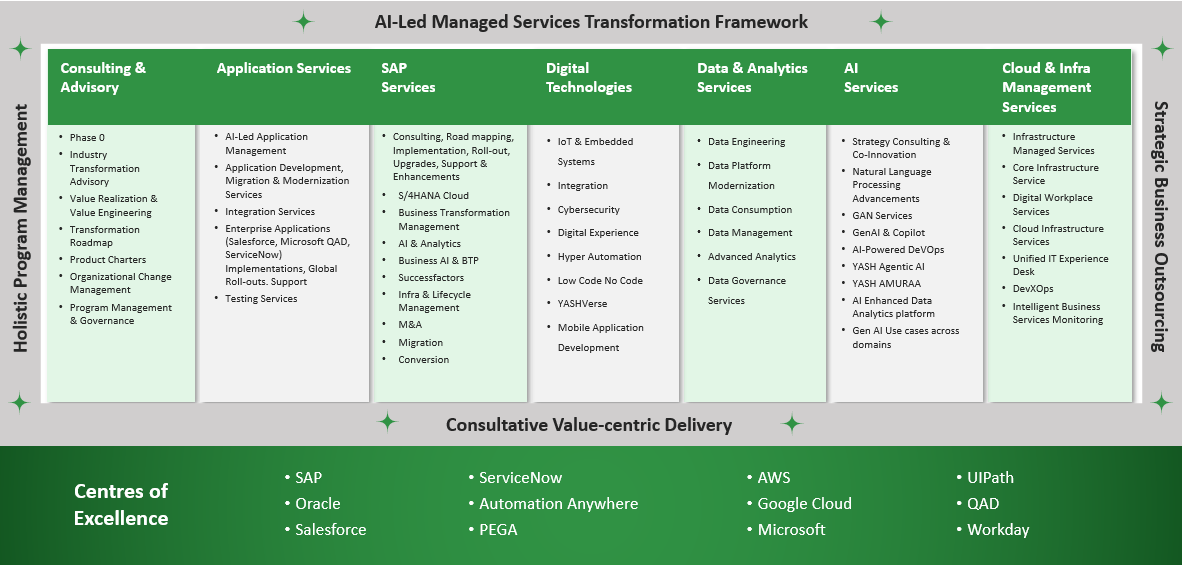 AI-Led Managed Services Transformation Framework
Holistic Program Management
Consulting &
Advisory
• Phase 0
• Industry
Transformation
Advisory
• Value Realization &
Value Engineering
• Transformation
Roadmap
• Product Charters
• Organizational Change
Management
• Program Management
& Governance
Application Services
• AI-Led Application
Management
• Application Development,
Migration & Modernization
Services
• Integration Services
• Enterprise Applications
(Salesforce, Microsoft QAD,
ServiceNow)
Implementations, Global
Roll-outs. Support
• Testing Services
SAP
Services
• Consulting, Road mapping,
Implementation, Roll-out,
Upgrades, Support &
Enhancements
• S/4HANA Cloud
• Business Transformation
Management
• AI & Analytics
• Business AI & BTP
• Successfactors
• Infra & Lifecycle
Management
• M&A
• Migration
• Conversion
Digital
Technologies
• IoT & Embedded
Systems
• Integration
• Cybersecurity
• Digital Experience
• Hyper Automation
• Low Code No Code
• YASHVerse
• Mobile Application
Development
Data & Analytics
Services
• Data Engineering
• Data Platform
Modernization
• Data Consumption
• Data Management
• Advanced Analytics
• Data Governance
Services
AI
Services
• Strategy Consulting &
Co-Innovation
• Natural Language
Processing
Advancements
• GAN Services
• GenAI & Copilot
• AI-Powered DeVOps
• YASH Agentic AI
• YASH AMURAA
• AI Enhanced Data
Analytics platform
• Gen AI Use cases across
domains
Cloud & Infra
Management
Services
• Infrastructure
Managed Services
• Core Infrastructure
Service
• Digital Workplace
Services
• Cloud Infrastructure
Services
• Unified IT Experience
Desk
• DevXOps
• Intelligent Business
Services Monitoring
Strategic Business Outsourcing
Consultative Value-centric Delivery
Centres of
Excellence
• SAP
• Oracle
• Salesforce
• ServiceNow
• Automation Anywhere
• PEGA
• AWS
• Google Cloud
• Microsoft
• UIPath
• QAD
• Workday